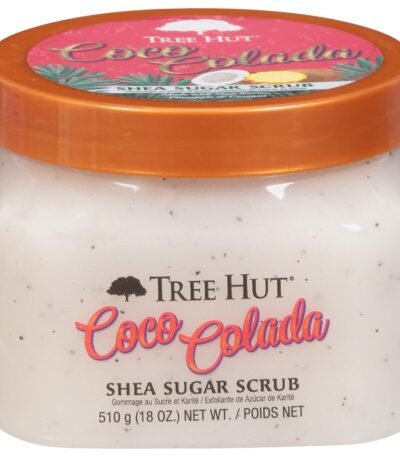 TREE HUT
Coco Colada
SHEA SUGAR SCRUB
TREE HUT®
Coco Colada
SHEA SUGAR SCRUB
Gommage au Sucre et Karité / Exfoliante de Azúcar de Karité
510 g (18 OZ.) NET WT. / POIDS NET